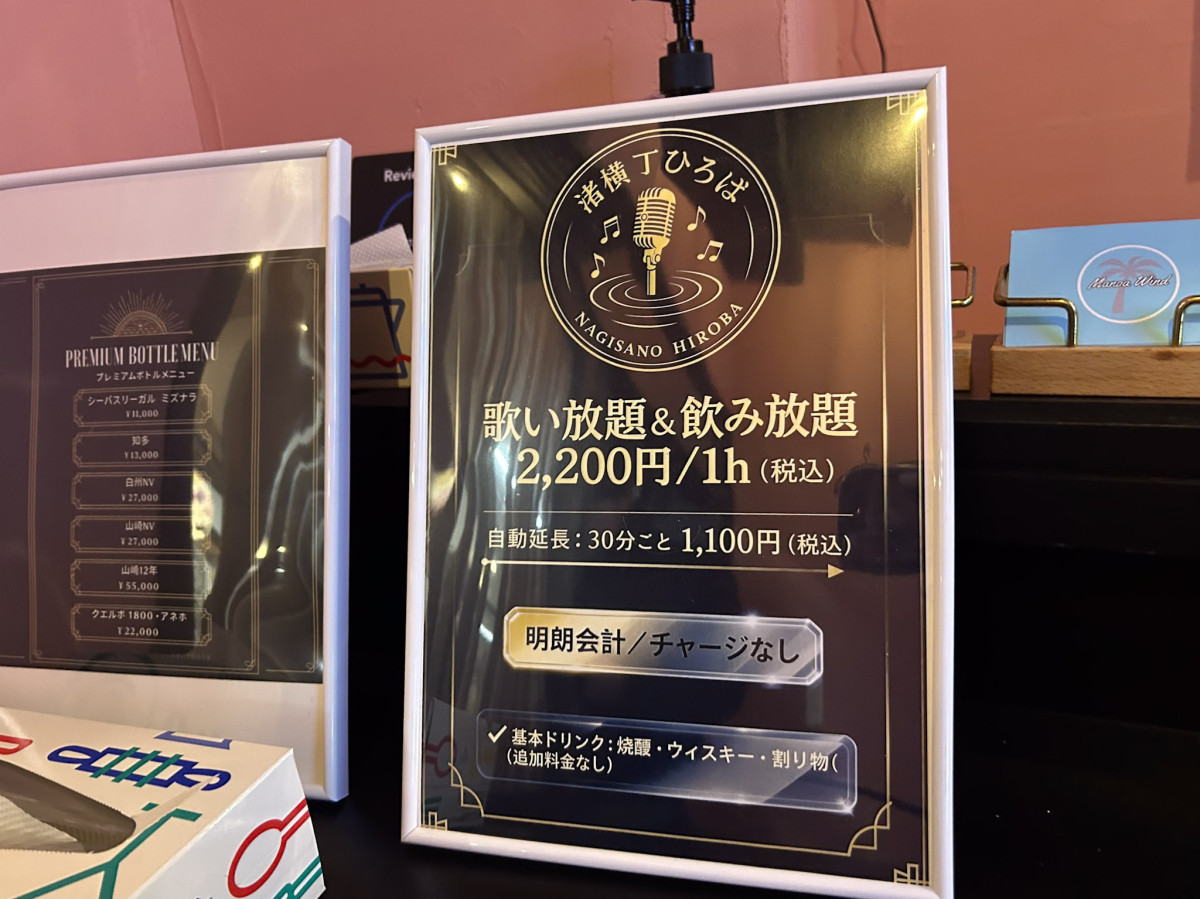 PREMIUM BOTTLE MENU
プレミアムボトルメニュー
シーバスリーガル ミズナラ
¥11,000
知多
¥13,000
白州NV
¥27,000
山崎NV
¥27,000
山崎12年
¥55,000
クエルボ 1800・アネホ
¥22,000
Revie
渚横丁ひろば
NAGISANO HIROBA
歌い放題&飲み放題
2,200円/1h(税込)
自動延長:30分ごと 1,100円(税込)
明朗会計/チャージなし
✓基本ドリンク:焼酎・ウィスキー・割り物(
(追加料金なし)
Manoa Wind